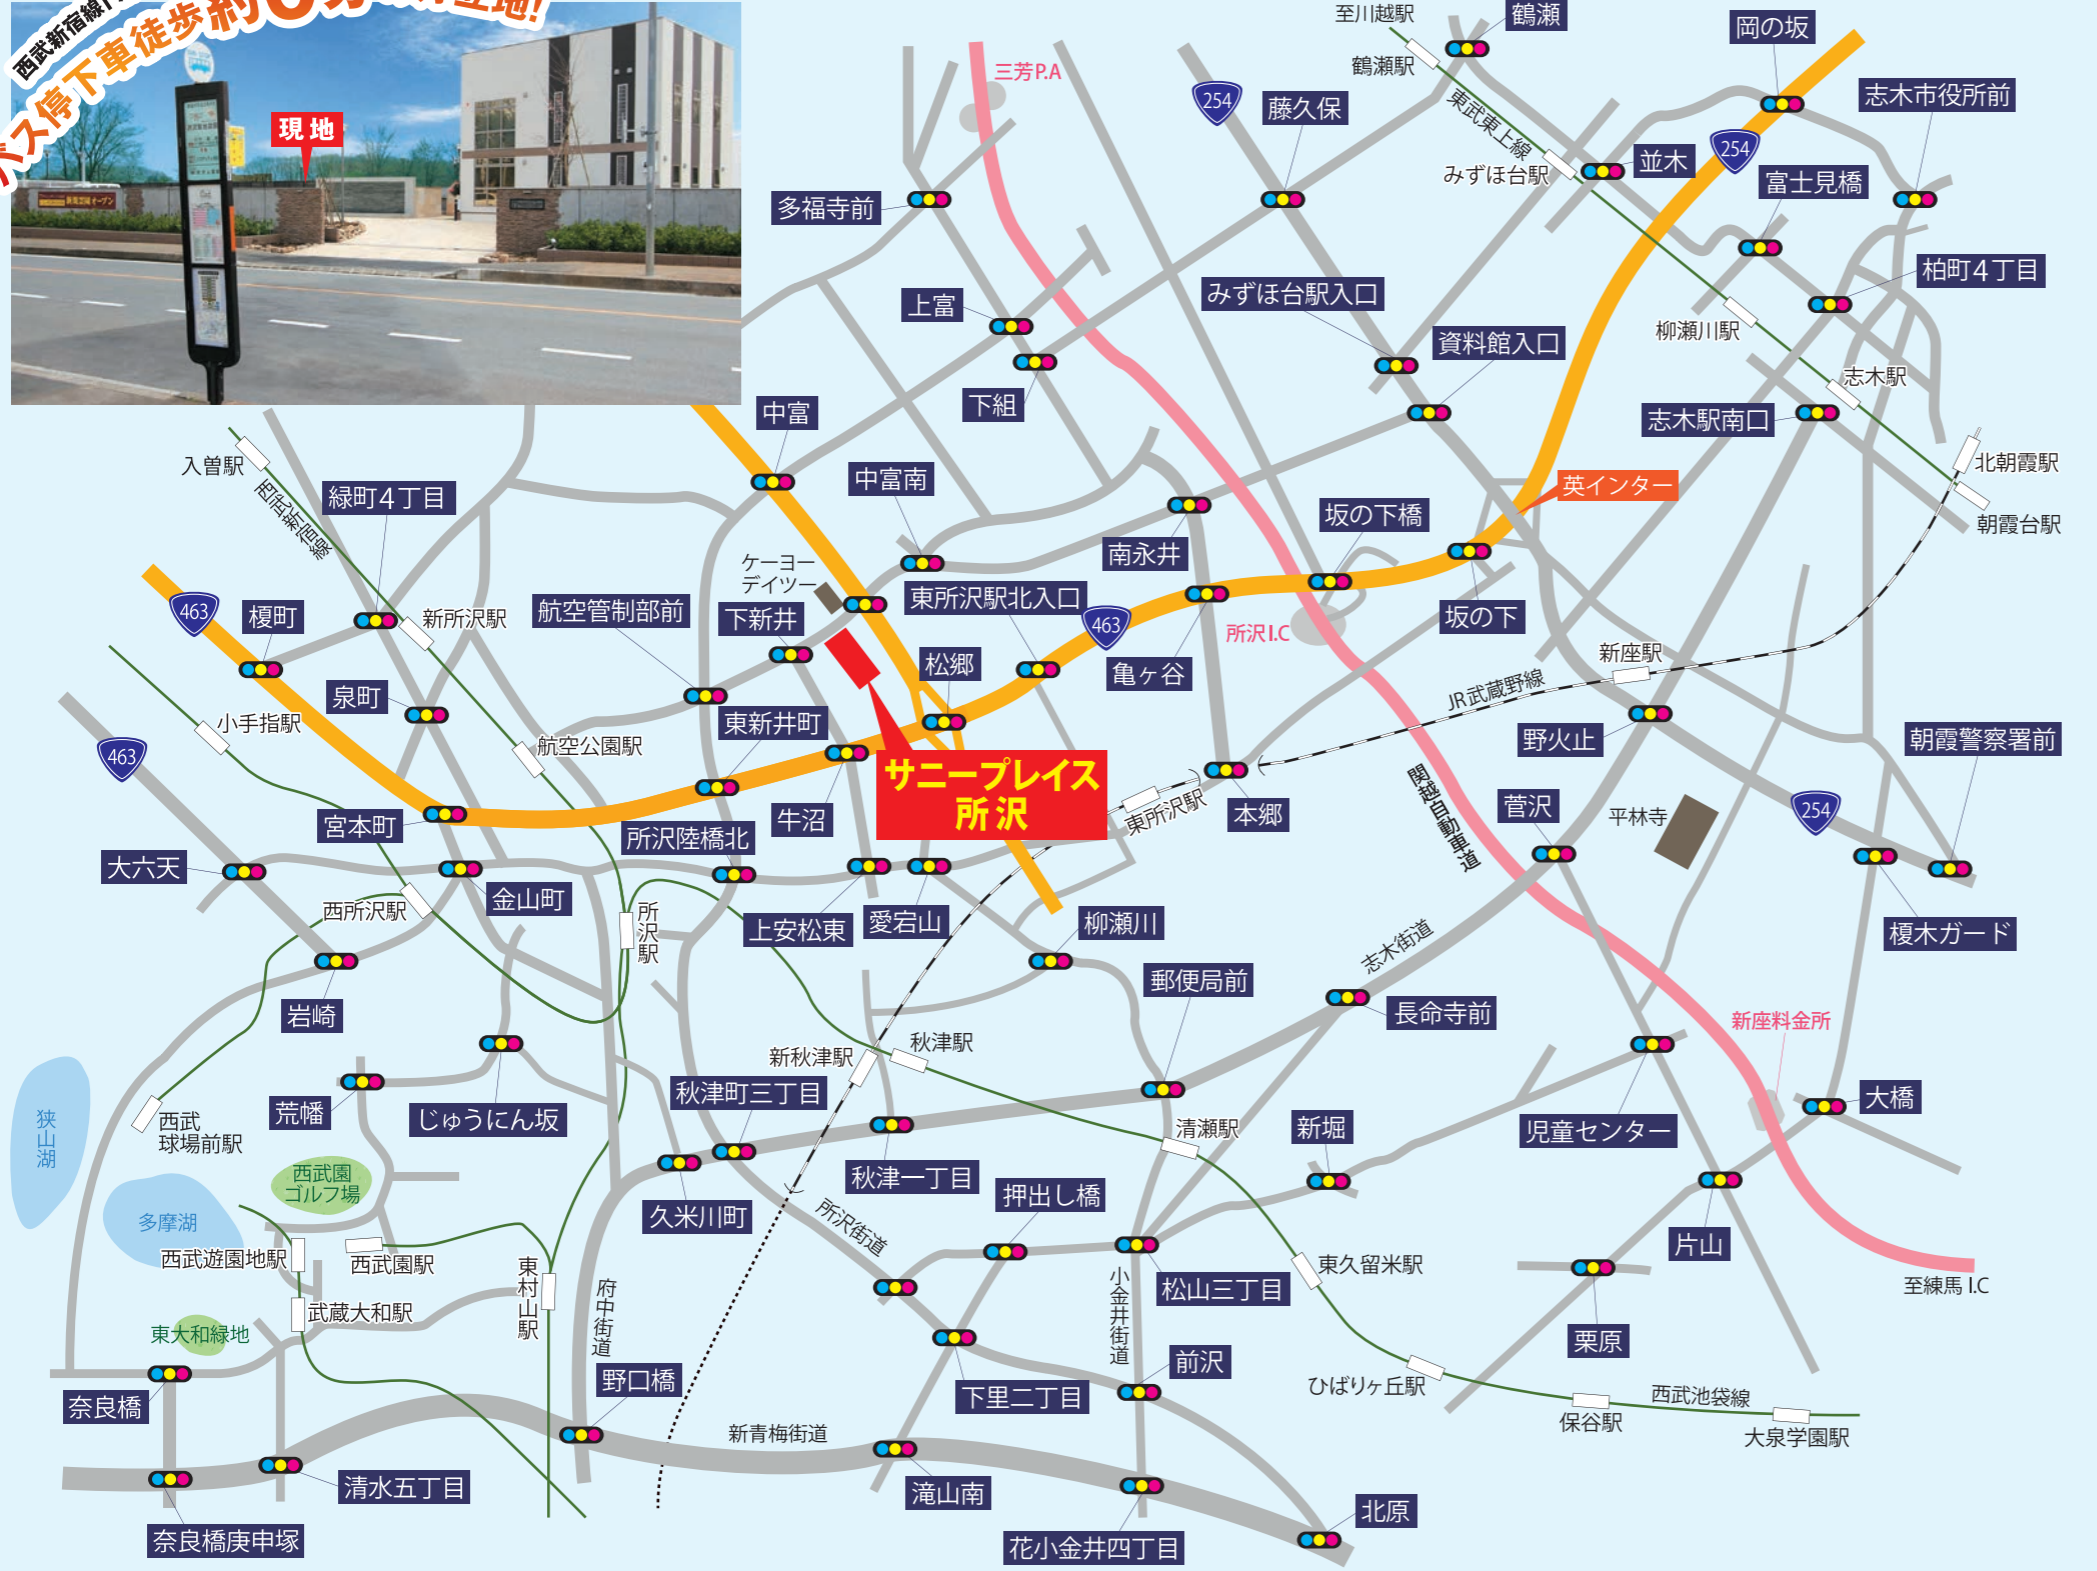 西武新宿線
バス停下車徒歩約
立地!
現地
至川越駅
鶴瀬
岡の坂
鶴瀬駅
三芳P.A
254
藤久保
志木市役所前
東武東上線
みずほ台駅
並木
254
富士見橋
多福寺前
柏町4丁目
上富
みずほ台駅入口
柳瀬川駅
資料館入口
下組
志木駅
中富
志木駅南口
入曽駅
西武新宿線
緑町4丁目
中富南
北朝霞駅
英インター
坂の下橋
朝霞台駅
ケーヨー
デイツー
南永井
463
榎町
新所沢駅
航空管制部前
下新井
東所沢駅北入口
463
所沢I.C
坂の下
松郷
亀ヶ谷
新座駅
泉町
JR武蔵野線
小手指駅
東新井町
航空公園駅
野火止
朝霞警察署前
463
サニープレイス
所沢
関越自動車道
宮本町
牛沼
東所沢駅
本郷
菅沢
平林寺
254
所沢陸橋北
大六天
金山町
西所沢駅
所沢駅
上安松東
愛宕山
柳瀬川
志木街道
榎木ガード
岩崎
郵便局前
長命寺前
新座料金所
新秋津駅
秋津駅
狭山湖
西武
球場前駅
荒幡
じゅうにん坂
秋津町三丁目
清瀬駅
新堀
児童センター
大橋
西武園
ゴルフ場
秋津一丁目
押出し橋
多摩湖
久米川町
所沢街道
西武遊園地駅
西武園駅
東村山駅
府中街道
小金井街道
松山三丁目
東久留米駅
片山
至練馬 I.C
武蔵大和駅
東大和緑地
栗原
前沢
野口橋
奈良橋
下里二丁目
ひばりヶ丘駅
西武池袋線
保谷駅
大泉学園駅
新青梅街道
清水五丁目
滝山南
北原
奈良橋庚申塚
花小金井四丁目